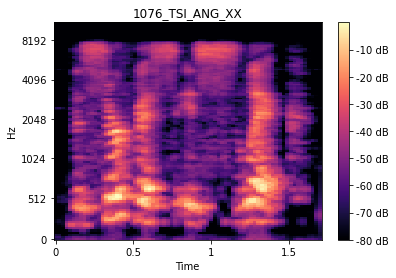 1076_TSI_ANG_XX
8192
4096
2048
1024
512
0
Hz
0
0.5
1
1.5
Time
-10 dB
-20 dB
-30 dB
-40 dB
-50 dB
-60 dB
-70 dB
-80 dB